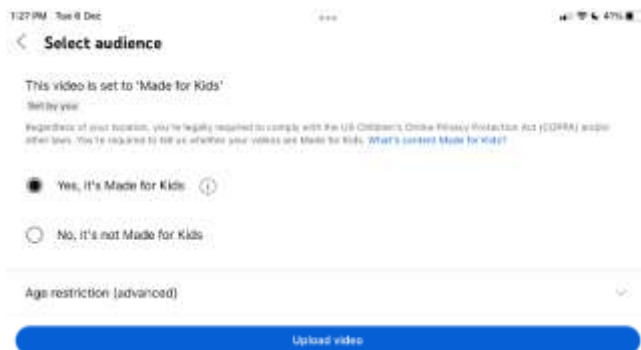 1:27 PM Tue 6 Dec 41%
Select audience
This video is set to 'Made for Kids'
Set by you
Regardless of your location, you're legally required to comply with the US Children's Online Privacy Protection Act (COPPA) and/or
other laws. You're required to tell us whether your videos are Made for Kids. What's content Made for Kids?
Yes, it's Made for Kids
No, it's not Made for Kids
Age restriction (advanced)
Upload video